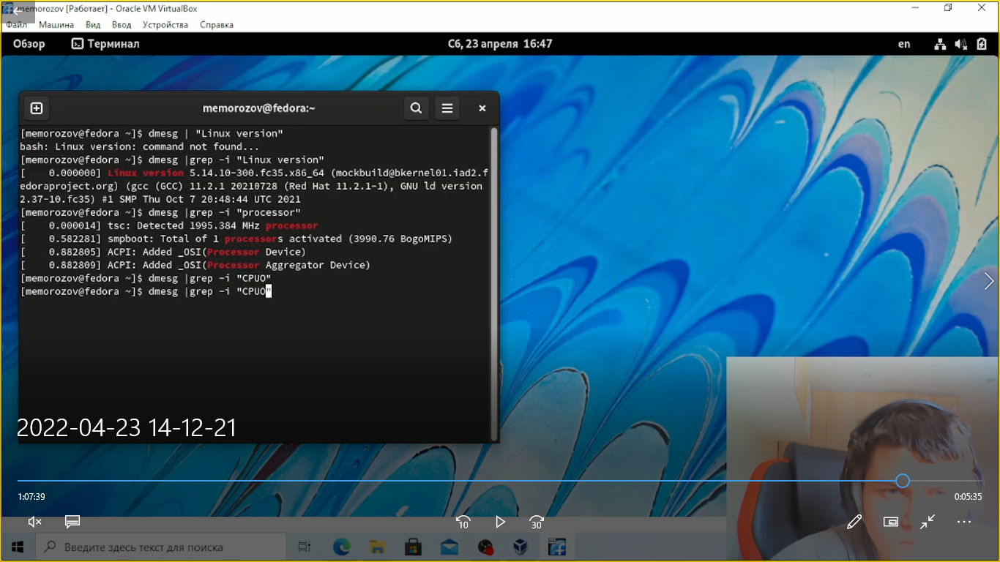 memorozov [Работает] - Oracle VM VirtualBox
Файл Машина Вид Ввод Устройства Справка
Обзор Терминал Сб, 23 апреля 16:47 en
memorozov@fedora:~
[memorozov@fedora ~]$ dmesg | "Linux version"
bash: Linux version: command not found...
[memorozov@fedora ~]$ dmesg |grep -i "Linux version"
[    0.000000] Linux version 5.14.10-300.fc35.x86_64 (mockbuild@bkernel01.iad2.f
edoraproject.org) (gcc (GCC) 11.2.1 20210728 (Red Hat 11.2.1-1), GNU ld version
2.37-10.fc35) #1 SMP Thu Oct 7 20:48:44 UTC 2021
[memorozov@fedora ~]$ dmesg |grep -i "processor"
[    0.000014] tsc: Detected 1995.384 MHz processor
[    0.582281] smpboot: Total of 1 processors activated (3990.76 BogoMIPS)
[    0.882805] ACPI: Added _OSI(Processor Device)
[    0.882809] ACPI: Added _OSI(Processor Aggregator Device)
[memorozov@fedora ~]$ dmesg |grep -i "CPUO"
[memorozov@fedora ~]$ dmesg |grep -i "CPUO"
2022-04-23 14-12-21
1:07:39 0:05:35
10 30
Введите здесь текст для поиска